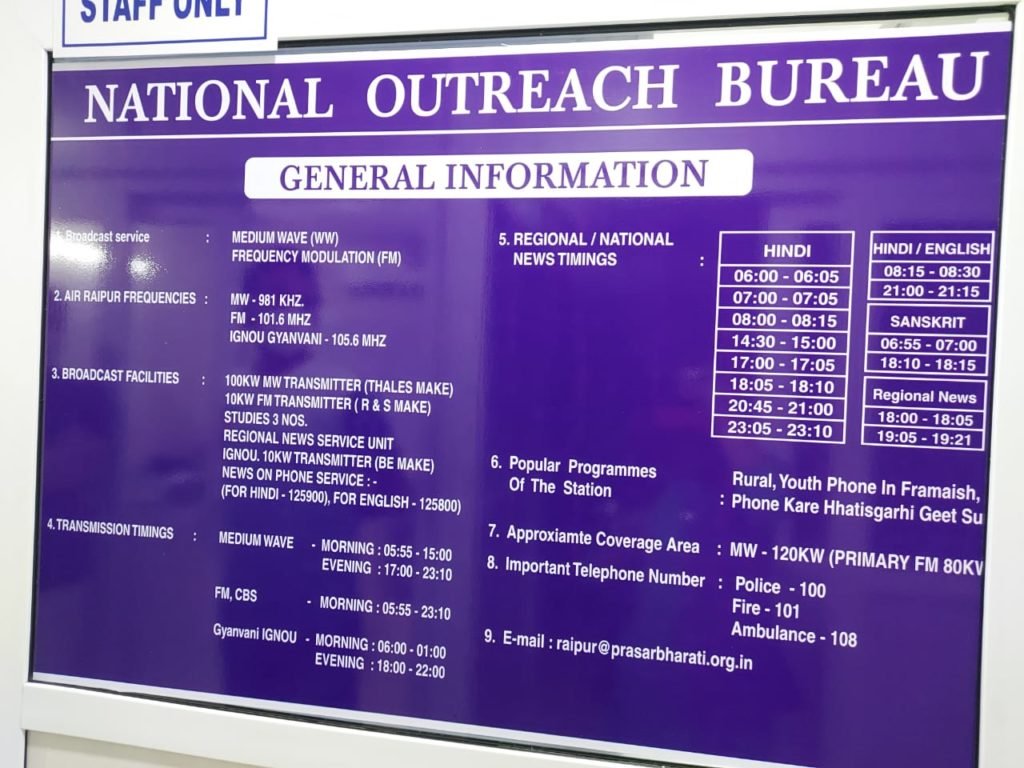 STAFF ONLY
NATIONAL OUTREACH BUREAU
GENERAL INFORMATION
1. Broadcast service : MEDIUM WAVE (WW)
FREQUENCY MODULATION (FM)
2. AIR RAIPUR FREQUENCIES : MW - 981 KHZ.
FM - 101.6 MHZ
IGNOU GYANVANI - 105.6 MHZ
3. BROADCAST FACILITIES : 100KW MW TRANSMITTER (THALES MAKE)
10KW FM TRANSMITTER ( R & S MAKE)
STUDIES 3 NOS.
REGIONAL NEWS SERVICE UNIT
IGNOU. 10KW TRANSMITTER (BE MAKE)
NEWS ON PHONE SERVICE : -
(FOR HINDI - 125900), FOR ENGLISH - 125800)
4. TRANSMISSION TIMINGS : MEDIUM WAVE - MORNING : 05:55 - 15:00
EVENING : 17:00 - 23:10
FM, CBS - MORNING : 05:55 - 23:10
Gyanvani IGNOU - MORNING : 06:00 - 01:00
EVENING : 18:00 - 22:00
5. REGIONAL / NATIONAL
NEWS TIMINGS :
HINDI
06:00 - 06:05
07:00 - 07:05
08:00 - 08:15
14:30 - 15:00
17:00 - 17:05
18:05 - 18:10
20:45 - 21:00
23:05 - 23:10
HINDI / ENGLISH
08:15 - 08:30
21:00 - 21:15
SANSKRIT
06:55 - 07:00
18:10 - 18:15
Regional News
18:00 - 18:05
19:05 - 19:21
6. Popular Programmes
Of The Station
Rural, Youth Phone In Framaish,
: Phone Kare Hhatisgarhi Geet Su
7. Approxiamte Coverage Area : MW - 120KW (PRIMARY FM 80KW
8. Important Telephone Number : Police - 100
Fire - 101
Ambulance - 108
9. E-mail : raipur@prasarbharati.org.in